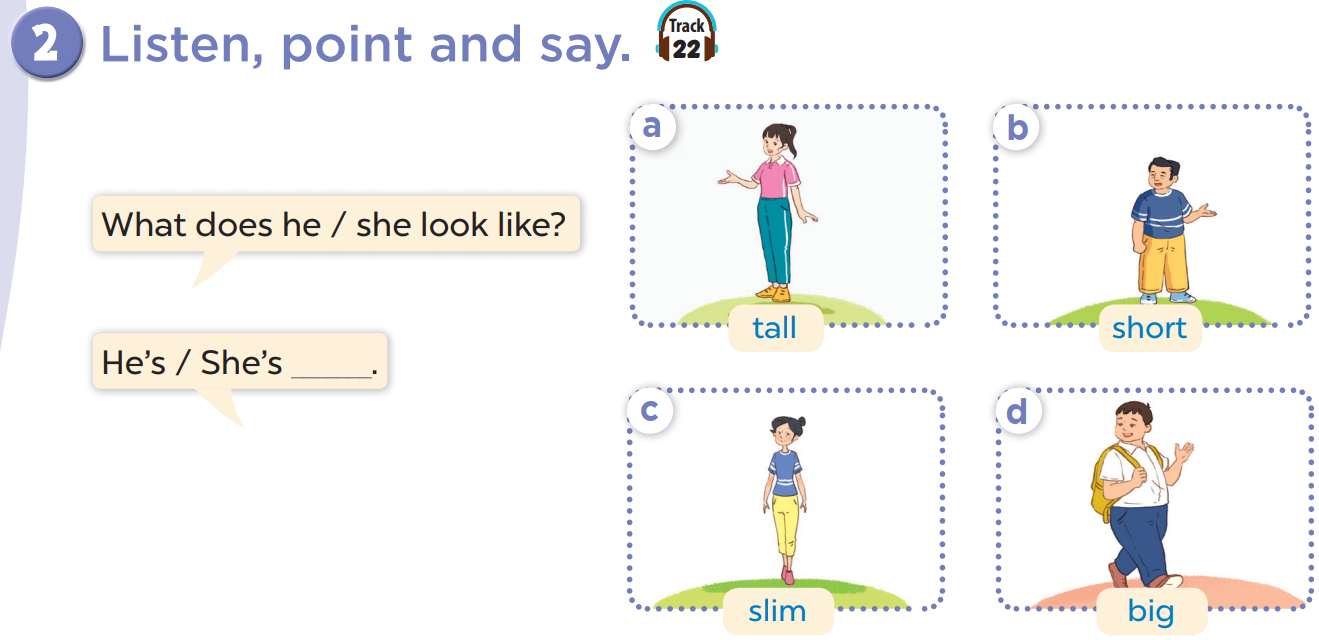 2 Listen, point and say.
Track
22
What does he / she look like?
He's / She's ______.
a
tall
b
short
c
slim
d
big